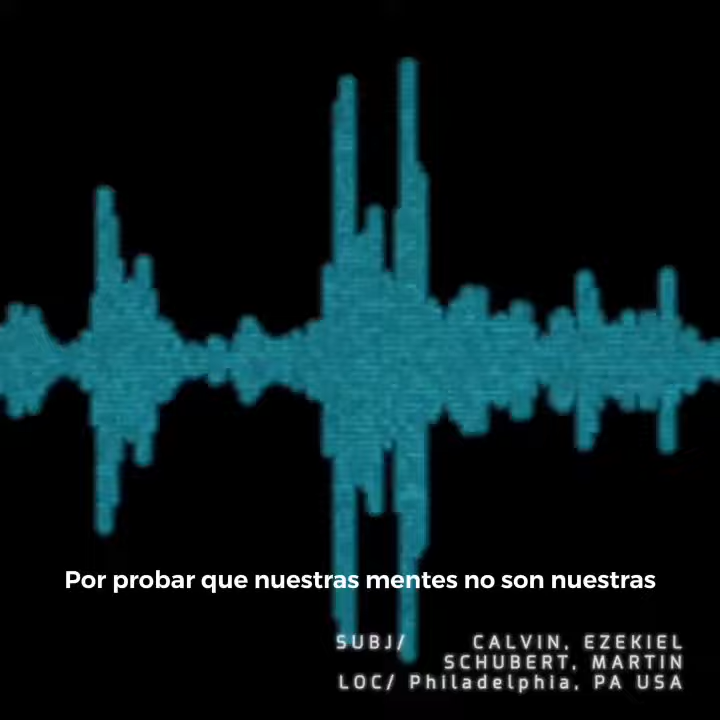 Por probar que nuestras mentes no son nuestras
SUBJ/ CALVIN, EZEKIEL
SCHUBERT, MARTIN
LOC/ Philadelphia, PA USA